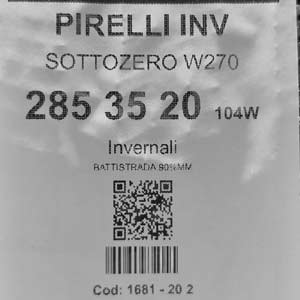 PIRELLI INV
SOTTOZERO W270
285 35 20 104W
Invernali
BATTISTRADA 90%MM
Cod: 1681 - 20 2